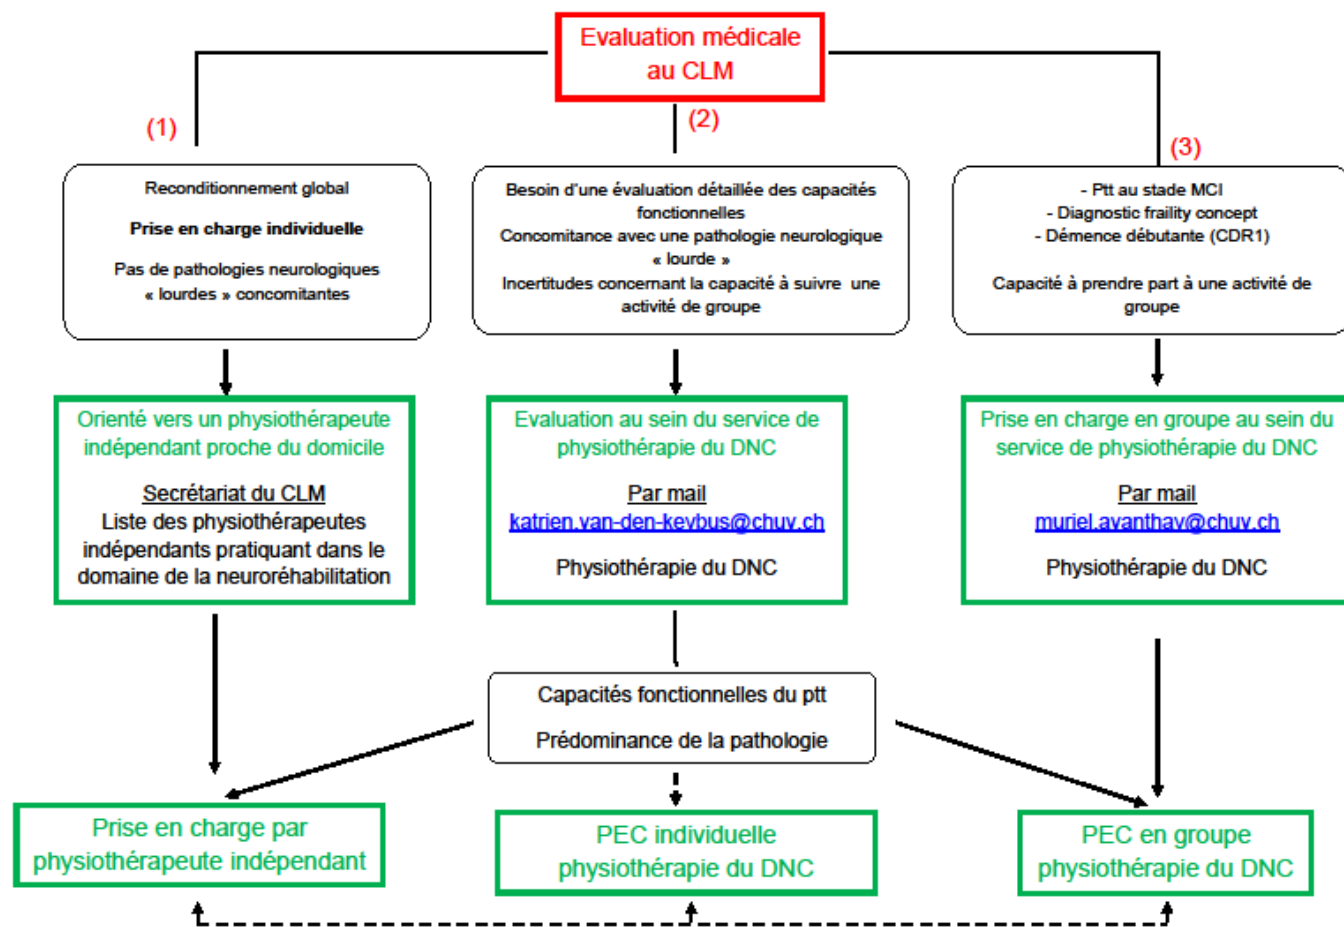 Evaluation médicale
au CLM
(1)
(2)
(3)
Reconditionnement global
Prise en charge individuelle
Pas de pathologies neurologiques
« lourdes » concomitantes
Besoin d'une évaluation détaillée des capacités
fonctionnelles
Concomitance avec une pathologie neurologique
« lourde »
Incertitudes concernant la capacité à suivre une
activité de groupe
- Ptt au stade MCI
- Diagnostic fraility concept
- Démence débutante (CDR1)
Capacité à prendre part à une activité de
groupe
Orienté vers un physiothérapeute
indépendant proche du domicile
Secrétariat du CLM
Liste des physiothérapeutes
indépendants pratiquant dans le
domaine de la neuroréhabilitation
Evaluation au sein du service de
physiothérapie du DNC
Par mail
katrien.van-den-keybus@chuv.ch
Physiothérapie du DNC
Prise en charge en groupe au sein du
service de physiothérapie du DNC
Par mail
muriel.avanthay@chuv.ch
Physiothérapie du DNC
Capacités fonctionnelles du ptt
Prédominance de la pathologie
Prise en charge par
physiothérapeute indépendant
PEC individuelle
physiothérapie du DNC
PEC en groupe
physiothérapie du DNC